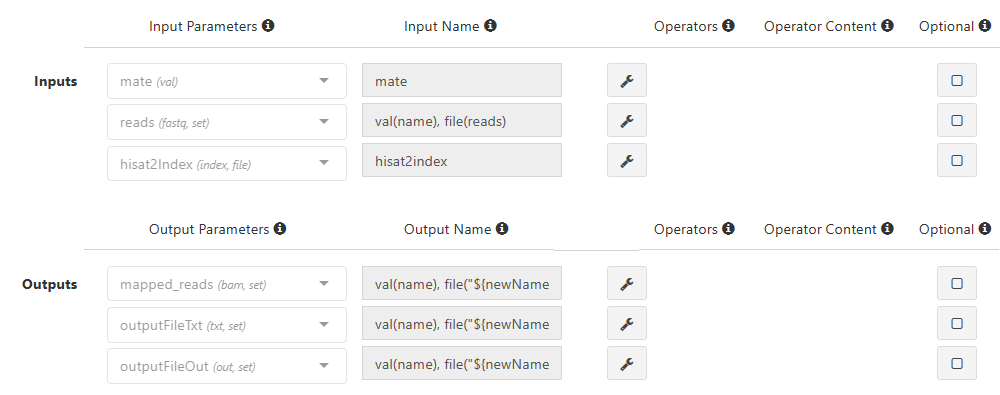 Input Parameters Input Name Operators Operator Content Optional
Inputs mate (val) mate
reads (fastq, set) val(name), file(reads)
hisat2Index (index, file) hisat2index
Output Parameters Output Name Operators Operator Content Optional
Outputs mapped_reads (bam, set) val(name), file("${newName
outputFileTxt (txt, set) val(name), file("${newName
outputFileOut (out, set) val(name), file("${newName